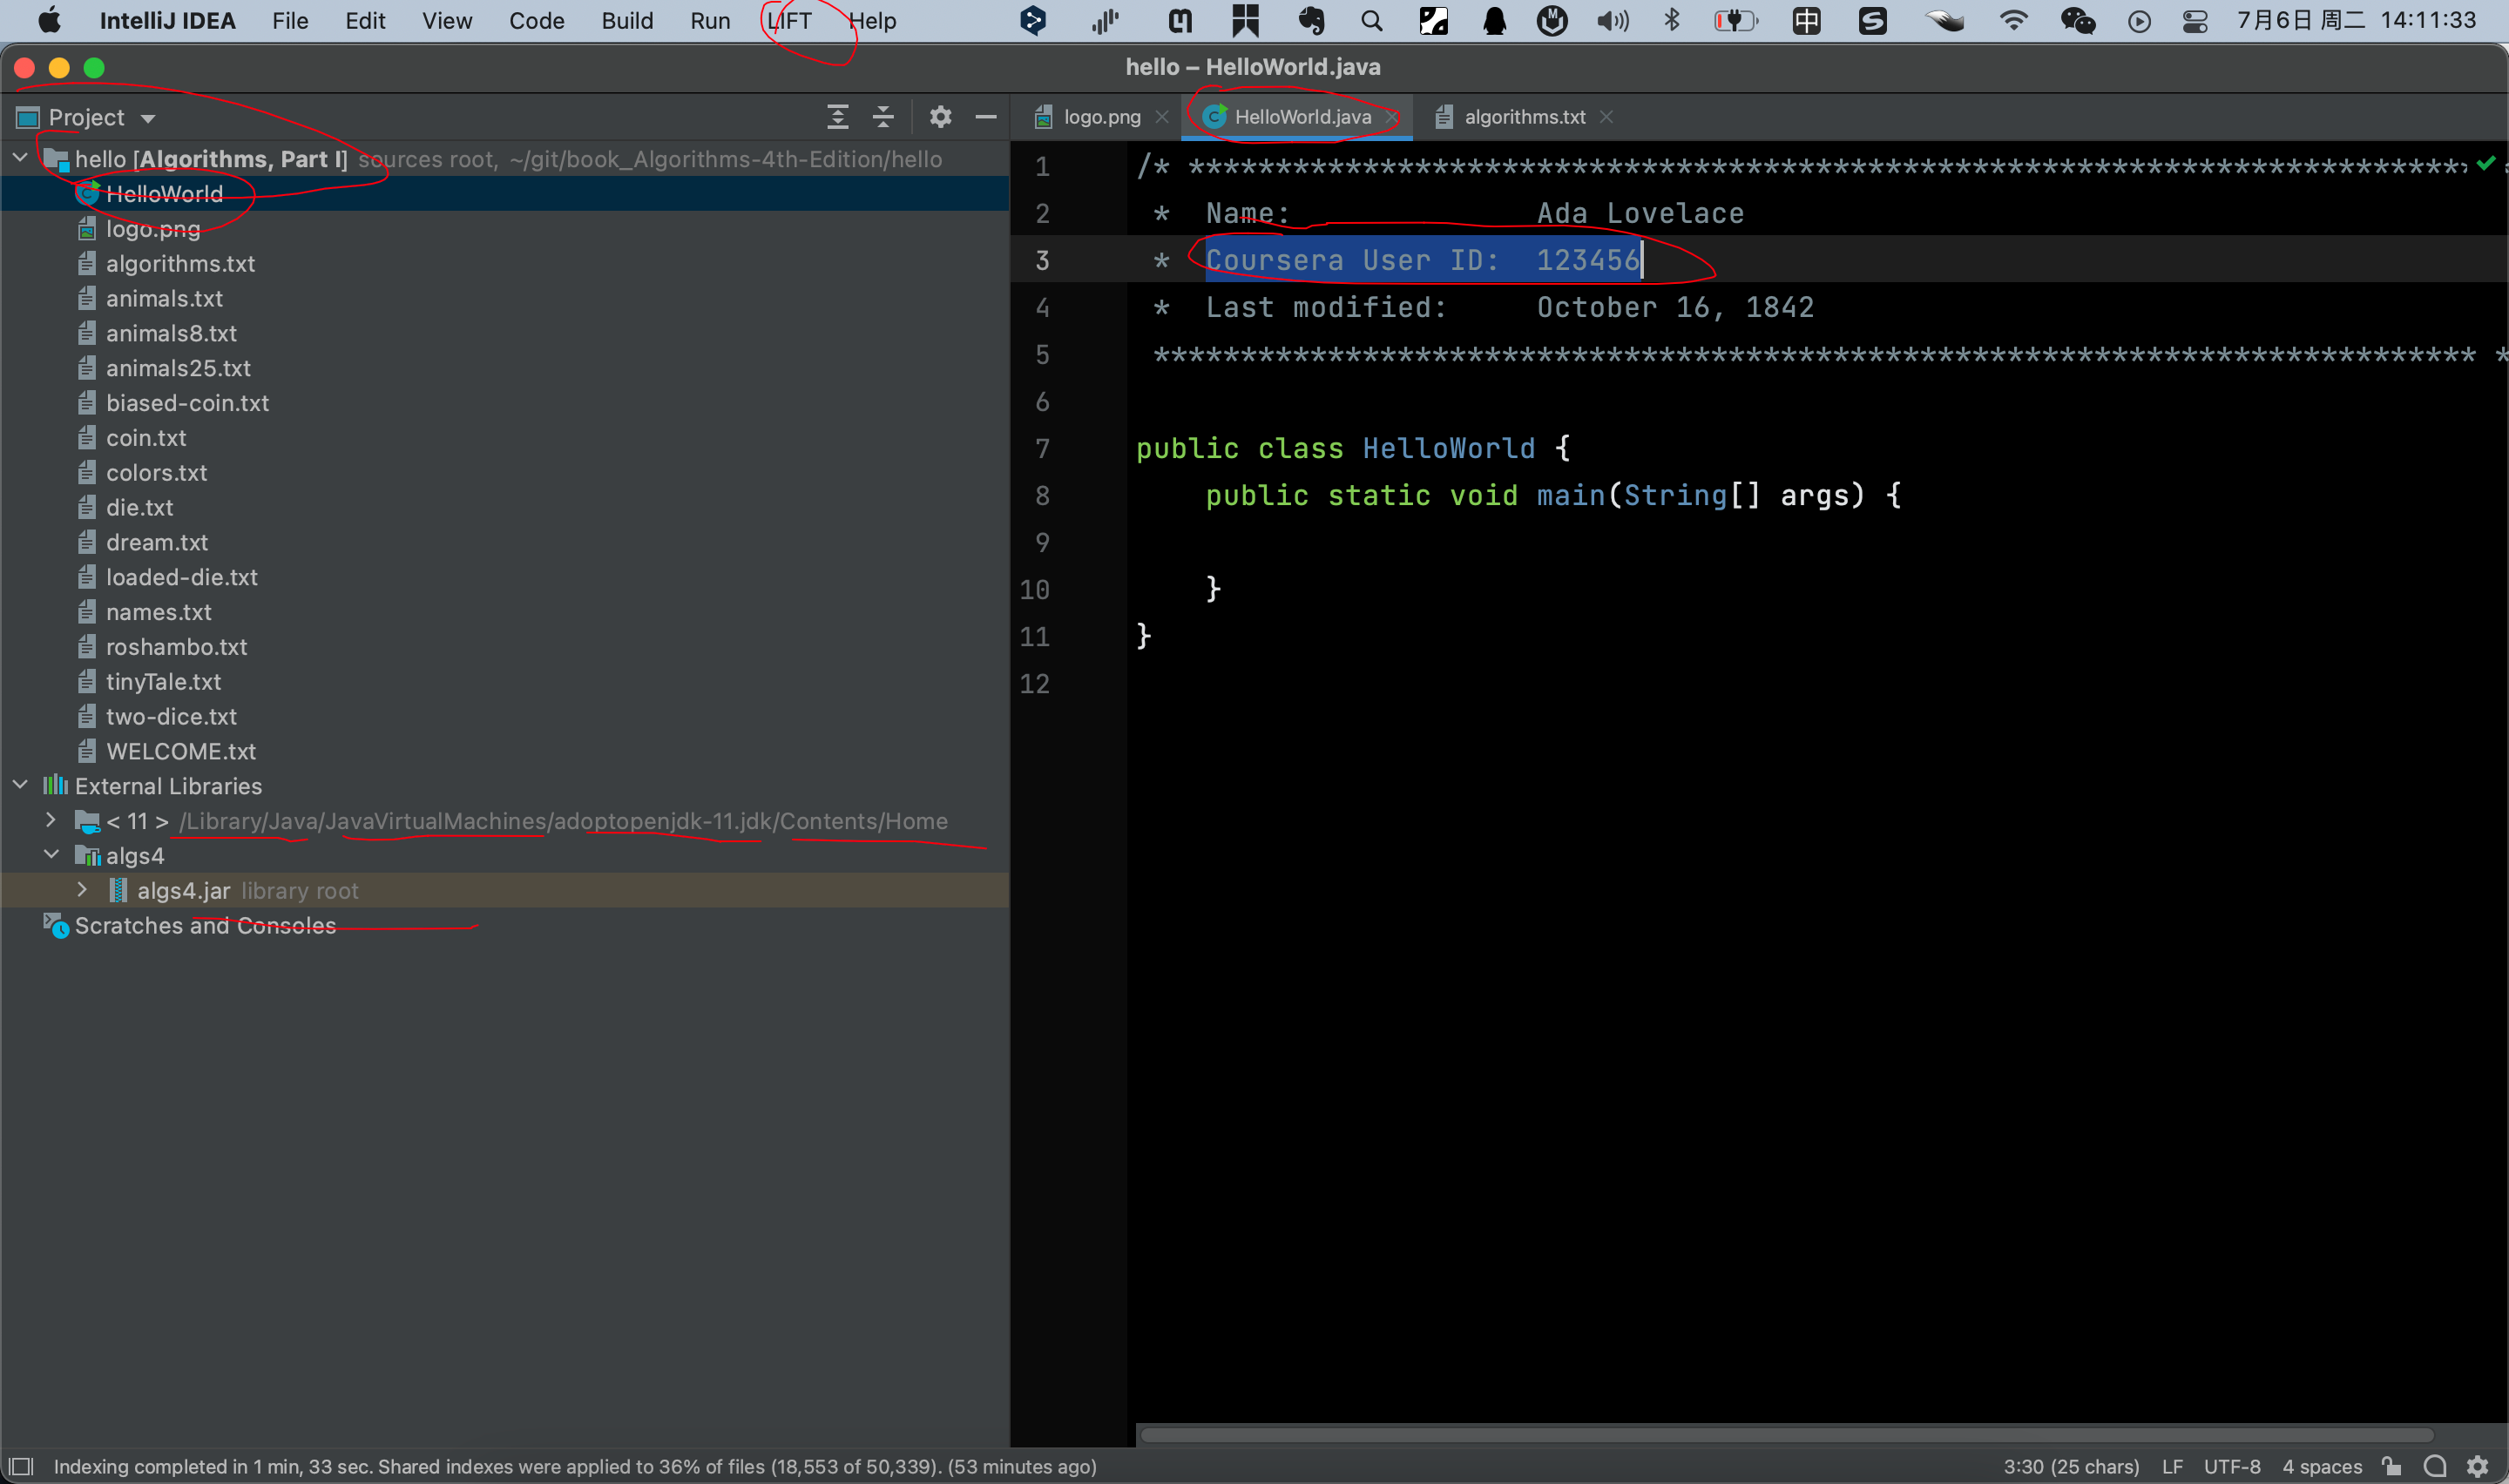 IntelliJ IDEA File Edit View Code Build Run LIFT Help 中 7月6日 周二 14:11:33
hello – HelloWorld.java
Project
logo.png HelloWorld.java algorithms.txt
hello [Algorithms, Part I] sources root, ~/git/book_Algorithms-4th-Edition/hello
HelloWorld
logo.png
algorithms.txt
animals.txt
animals8.txt
animals25.txt
biased-coin.txt
coin.txt
colors.txt
die.txt
dream.txt
loaded-die.txt
names.txt
roshambo.txt
tinyTale.txt
two-dice.txt
WELCOME.txt
External Libraries
< 11 > /Library/Java/JavaVirtualMachines/adoptopenjdk-11.jdk/Contents/Home
algs4
algs4.jar library root
Scratches and Consoles
1 /* **************************************************************************
2 * Name: Ada Lovelace
3 * Coursera User ID: 123456
4 * Last modified: October 16, 1842
5 **************************************************************************** *
6
7 public class HelloWorld {
8 public static void main(String[] args) {
9
10 }
11 }
12
Indexing completed in 1 min, 33 sec. Shared indexes were applied to 36% of files (18,553 of 50,339). (53 minutes ago) 3:30 (25 chars) LF UTF-8 4 spaces